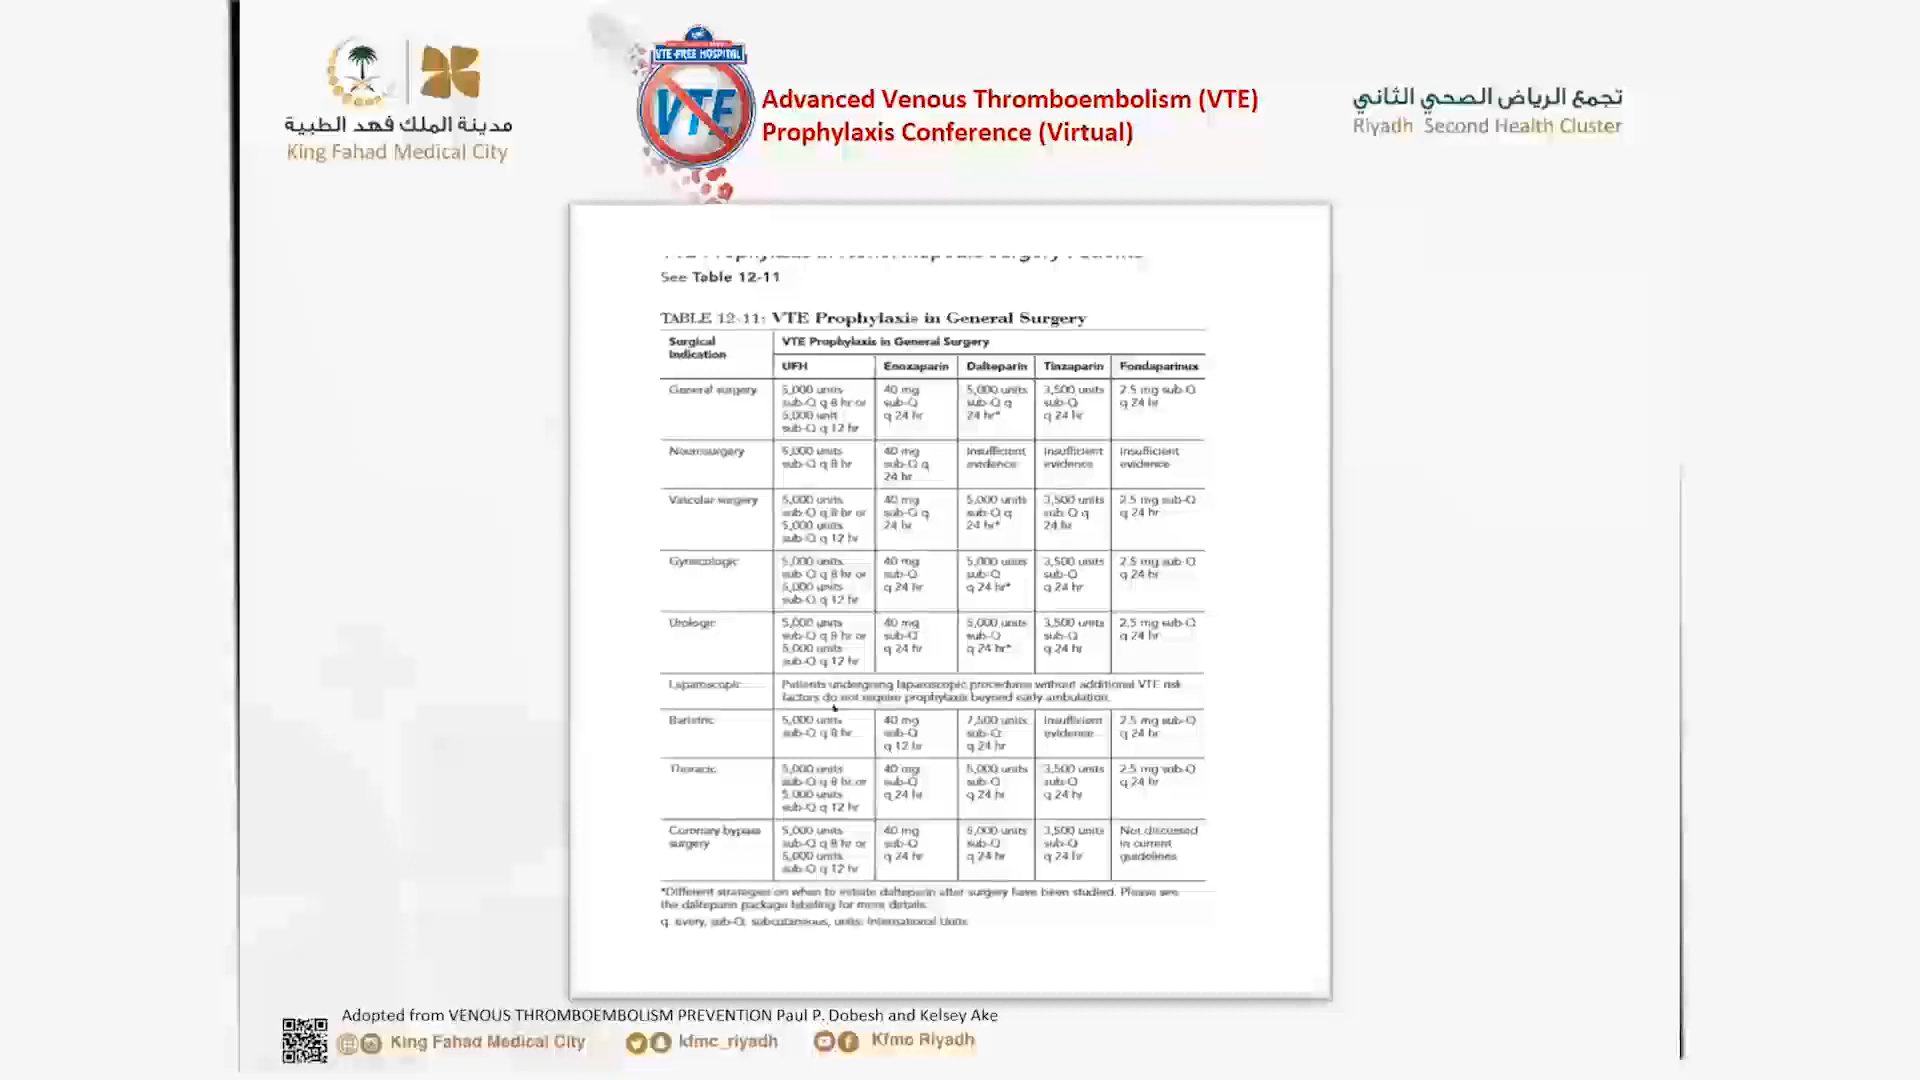 VTE-FREE HOSPITAL
VTE
Advanced Venous Thromboembolism (VTE)
Prophylaxis Conference (Virtual)
مدينة الملك فهد الطبية
King Fahad Medical City
تجمع الرياض الصحي الثاني
Riyadh Second Health Cluster
See Table 12-11
TABLE 12-11: VTE Prophylaxis in General Surgery
Surgical Indication
VTE Prophylaxis in General Surgery
UFH Enoxaparin Dalteparin Tinzaparin Fondaparinux
General surgery 5,000 units 40 mg 5,000 units 3,500 units 2.5 mg sub-Q
sub-Q q 8 hr or sub-Q sub-Q q sub-Q q 24 hr
5,000 unit q 24 hr 24 hr* q 24 hr
sub-Q q 12 hr
Neurosurgery 5,000 units 40 mg Insufficient Insufficient Insufficient
sub-Q q 8 hr sub-Q q evidence evidence evidence
24 hr
Vascular surgery 5,000 units 40 mg 5,000 units 3,500 units 2.5 mg sub-Q
sub-Q q 8 hr or sub-Q q sub-Q q sub-Q q q 24 hr
5,000 units 24 hr 24 hr* 24 hr
sub-Q q 12 hr
Gynecologic 5,000 units 40 mg 5,000 units 3,500 units 2.5 mg sub-Q
sub-Q q 8 hr or sub-Q sub-Q sub-Q q 24 hr
5,000 units q 24 hr q 24 hr* q 24 hr
sub-Q q 12 hr
Urologic 5,000 units 40 mg 5,000 units 3,500 units 2.5 mg sub-Q
sub-Q q 8 hr or sub-Q sub-Q sub-Q q 24 hr
5,000 units q 24 hr q 24 hr* q 24 hr
sub-Q q 12 hr
Laparoscopic Patients undergoing laparoscopic procedures without additional VTE risk
factors do not require prophylaxis beyond early ambulation.
Bariatric 5,000 units 40 mg 7,500 units Insufficient 2.5 mg sub-Q
sub-Q q 8 hr sub-Q sub-Q evidence q 24 hr
q 12 hr q 24 hr
Thoracic 5,000 units 40 mg 5,000 units 3,500 units 2.5 mg sub-Q
sub-Q q 8 hr or sub-Q sub-Q sub-Q q 24 hr
5,000 units q 24 hr q 24 hr q 24 hr
sub-Q q 12 hr
Coronary bypass 5,000 units 40 mg 5,000 units 3,500 units Not discussed
surgery sub-Q q 8 hr or sub-Q sub-Q sub-Q in current
5,000 units q 24 hr q 24 hr q 24 hr guidelines
sub-Q q 12 hr
*Different strategies on when to initiate dalteparin after surgery have been studied. Please see
the dalteparin package labeling for more details.
q: every, sub-Q: subcutaneous, units: International Units
Adopted from VENOUS THROMBOEMBOLISM PREVENTION Paul P. Dobesh and Kelsey Ake
King Fahad Medical City kfmc_riyadh Kfmc Riyadh